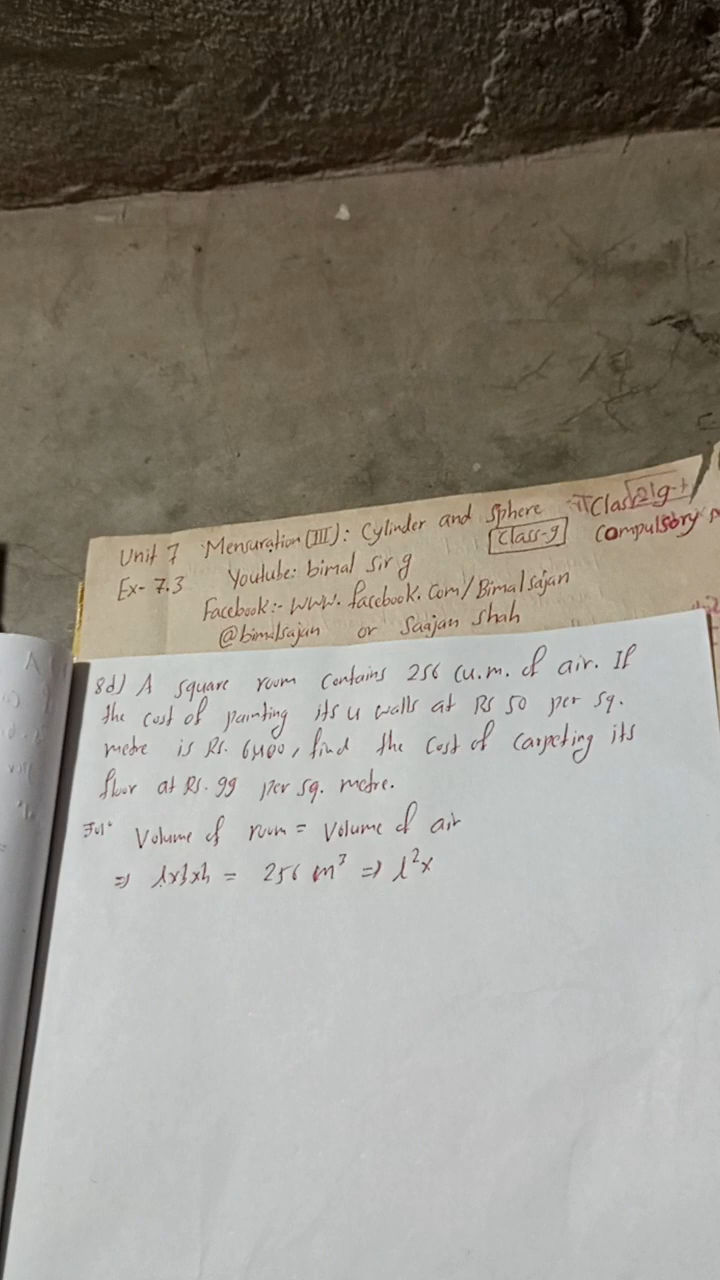 Unit 7 Mensuration (III): Cylinder and Sphere
Class-9 Compulsory
Ex- 7.3 Youtube: bimal sir g
Facebook:- WWW. facebook. Com/Bimalsajan
@bimalsajan or Saajan Shah
8d) A square room contains 256 cu.m. of air. If
the cost of painting its 4 walls at RS 50 per sq.
metre is Rs. 6400, find the cost of carpeting its
floor at Rs. 99 per sq. metre.
Sol: Volume of room = Volume of air
=> l×b×h = 256 m³ => l²×